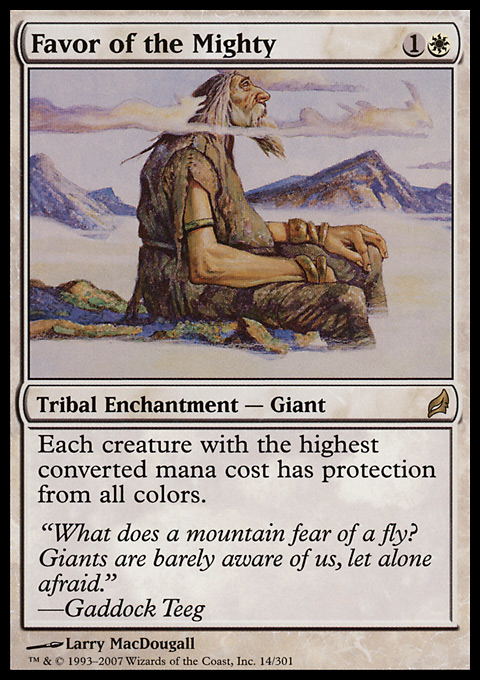 Favor of the Mighty 1
Tribal Enchantment — Giant
Each creature with the highest
converted mana cost has protection
from all colors.
“What does a mountain fear of a fly?
Giants are barely aware of us, let alone
afraid.”
—Gaddock Teeg
Larry MacDougall
™ & © 1993–2007 Wizards of the Coast, Inc. 14/301